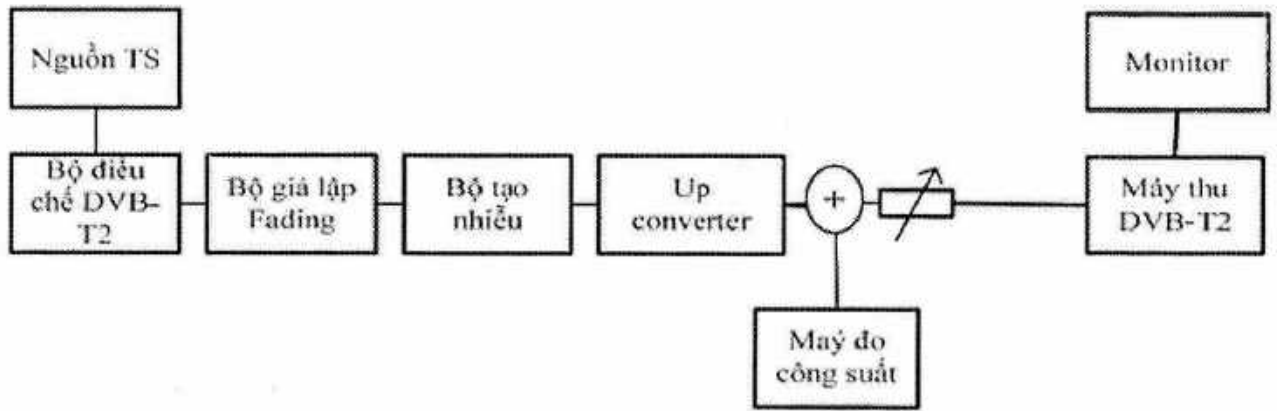 Nguồn TS
Monitor
Bộ điều
chế DVB-
T2
Bộ giả lập
Fading
Bộ tạo
nhiễu
Up
converter
+
Máy thu
DVB-T2
Maý đo
công suất